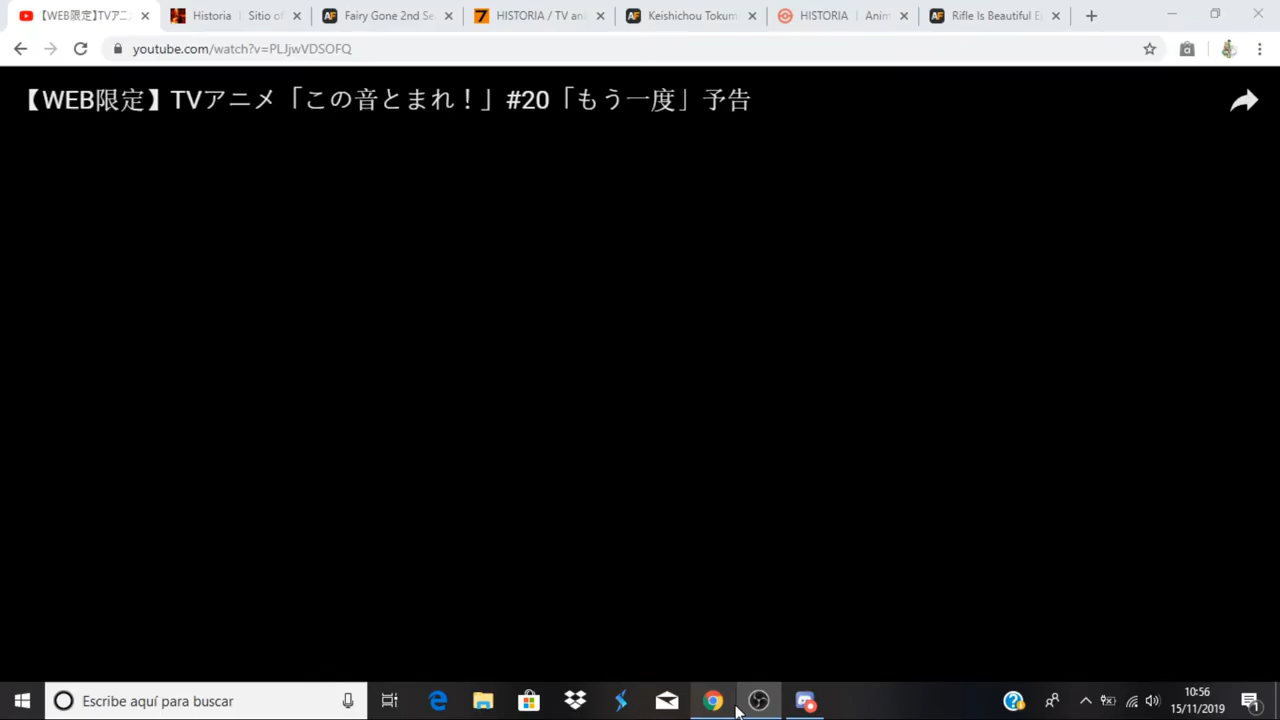 【WEB限定】TVアニメ
Historia | Sitio of
Fairy Gone 2nd Se
HISTORIA / TV ani
Keishichou Tokum
HISTORIA | Anim
Rifle Is Beautiful E
youtube.com/watch?v=PLJjwVDSOFQ
【WEB限定】TVアニメ「この音とまれ！」#20「もう一度」予告
Escribe aquí para buscar
10:56
15/11/2019